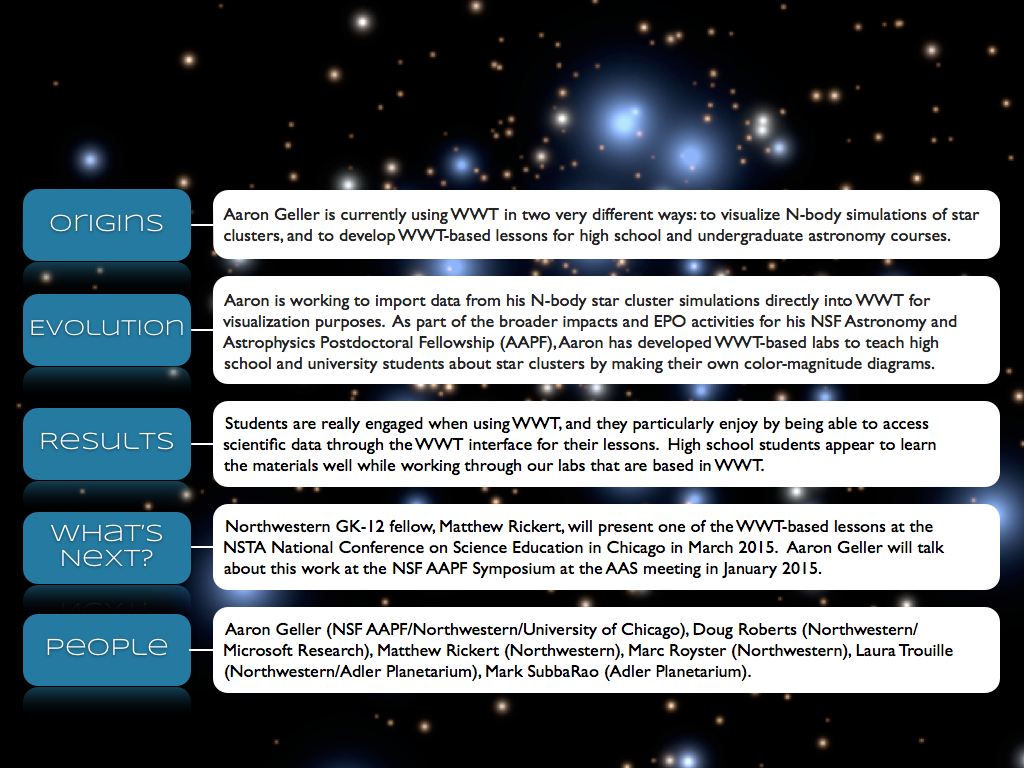 Origins
Aaron Geller is currently using WWT in two very different ways: to visualize N-body simulations of star
clusters, and to develop WWT-based lessons for high school and undergraduate astronomy courses.
Evolution
Aaron is working to import data from his N-body star cluster simulations directly into WWT for
visualization purposes.  As part of the broader impacts and EPO activities for his NSF Astronomy and
Astrophysics Postdoctoral Fellowship (AAPF), Aaron has developed WWT-based labs to teach high
school and university students about star clusters by making their own color-magnitude diagrams.
Results
Students are really engaged when using WWT, and they particularly enjoy by being able to access
scientific data through the WWT interface for their lessons.  High school students appear to learn
the materials well while working through our labs that are based in WWT.
What's
Next?
Northwestern GK-12 fellow, Matthew Rickert, will present one of the WWT-based lessons at the
NSTA National Conference on Science Education in Chicago in March 2015.  Aaron Geller will talk
about this work at the NSF AAPF Symposium at the AAS meeting in January 2015.
People
Aaron Geller (NSF AAPF/Northwestern/University of Chicago), Doug Roberts (Northwestern/
Microsoft Research), Matthew Rickert (Northwestern), Marc Royster (Northwestern), Laura Trouille
(Northwestern/Adler Planetarium), Mark SubbaRao (Adler Planetarium).